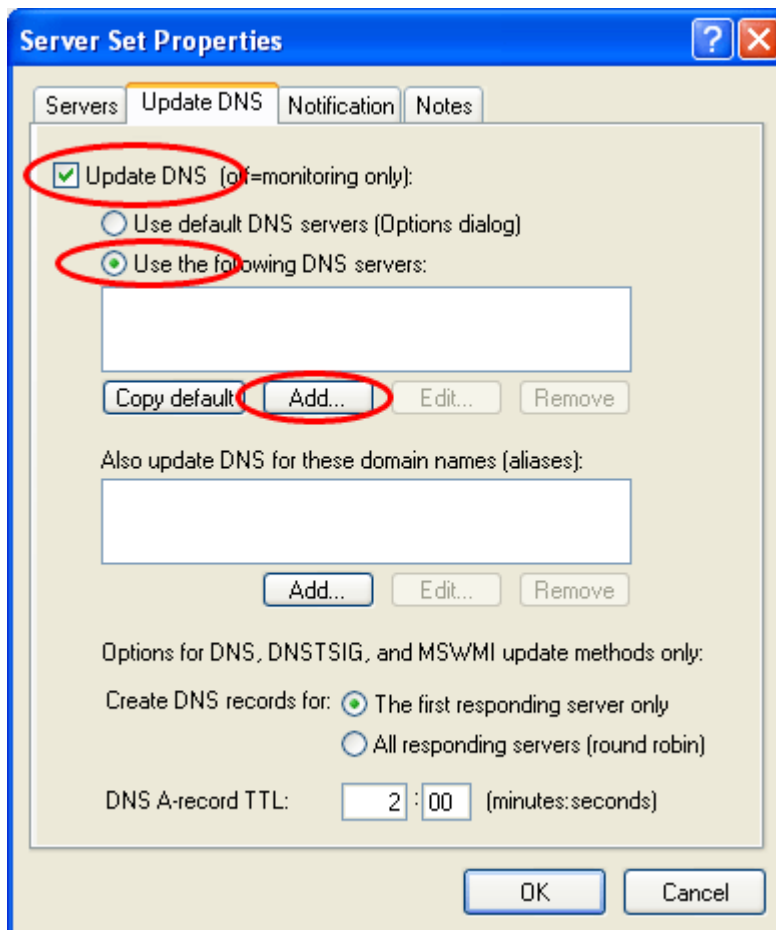 Server Set Properties
Servers Update DNS Notification Notes
Update DNS (off=monitoring only):
Use default DNS servers (Options dialog)
Use the following DNS servers:
Copy default Add... Edit... Remove
Also update DNS for these domain names (aliases):
Add... Edit... Remove
Options for DNS, DNSTSIG, and MSWMI update methods only:
Create DNS records for: The first responding server only
All responding servers (round robin)
DNS A-record TTL: 2 : 00 (minutes:seconds)
OK Cancel